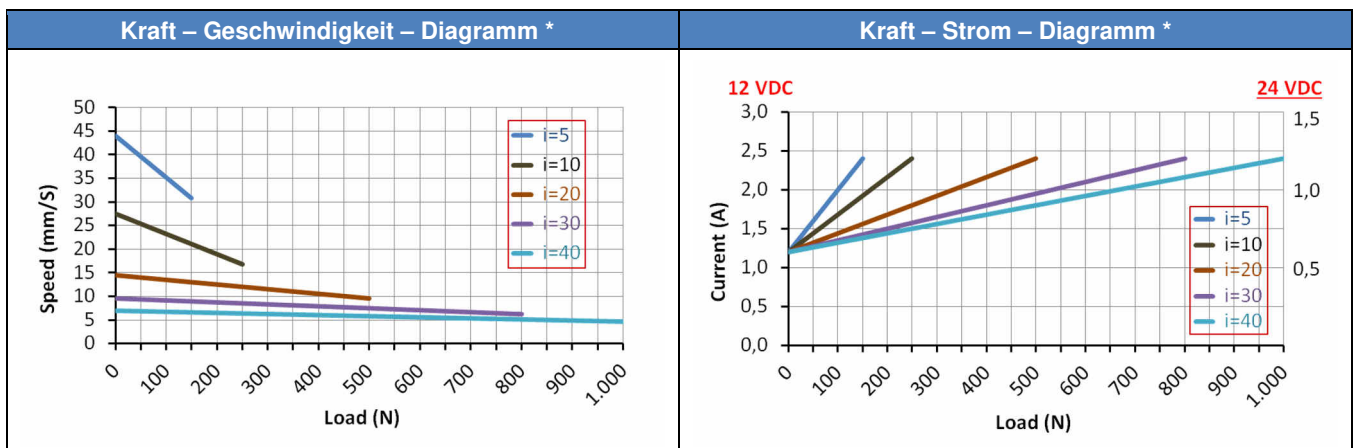 Kraft – Geschwindigkeit – Diagramm *
Speed (mm/S)
50
45
40
35
30
25
20
15
10
5
0
i=5
i=10
i=20
i=30
i=40
0
100
200
300
400
500
600
700
800
900
1.000
Load (N)
Kraft – Strom – Diagramm *
12 VDC
24 VDC
Current (A)
3,0
2,5
2,0
1,5
1,0
0,5
0,0
1,5
1,0
0,5
i=5
i=10
i=20
i=30
i=40
0
100
200
300
400
500
600
700
800
900
1.000
Load (N)